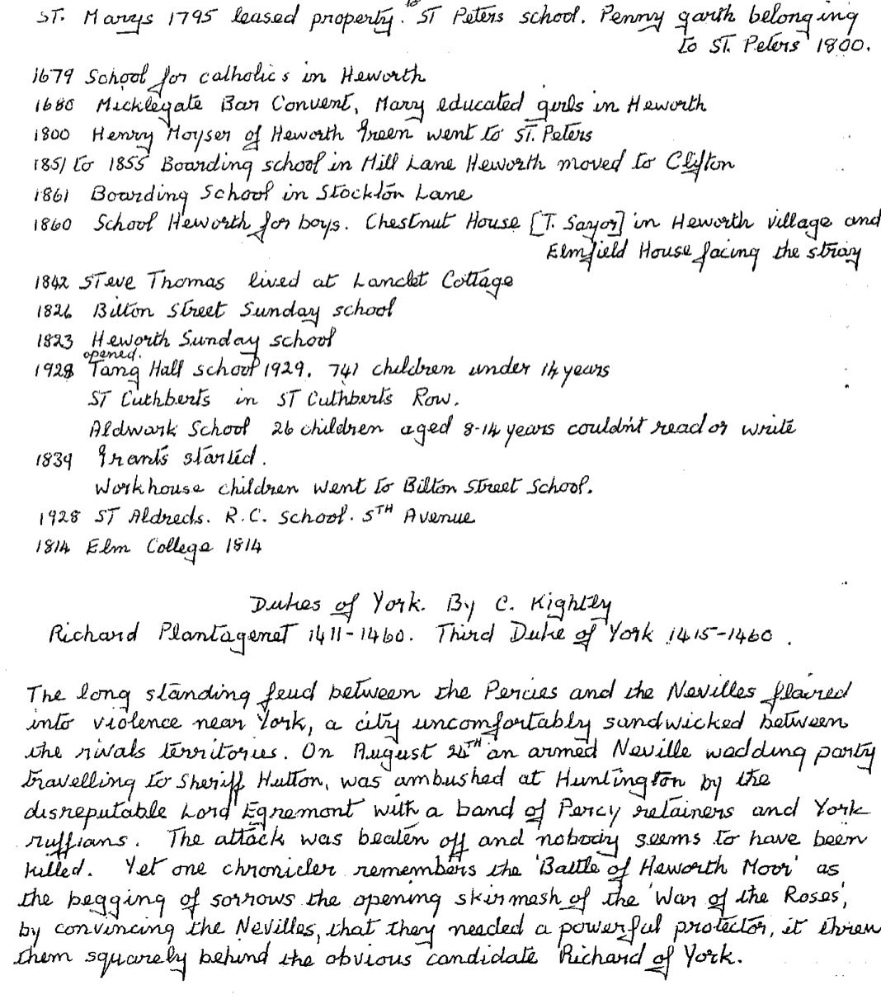 ST. Marys 1795 leased property to ST Peters school. Penny garth belonging
to ST. Peters 1800.
1679 School for catholics in Heworth
1680 Micklegate Bar Convent, Mary educated girls in Heworth
1800 Henry Moyser of Heworth Green went to ST. Peters
1851 to 1855 Boarding school in Mill Lane Heworth moved to Clifton
1861 Boarding School in Stockton Lane
1860 School Heworth for boys. Chestnut House [T. Sayor] in Heworth village and
Elmfield House facing the stray
1842 STeve Thomas lived at Lanclet Cottage
1826 Bilton Street Sunday school
1823 Heworth Sunday school
opened.
1928 Tang Hall school 1929. 741 children under 14 years
ST Cuthberts in ST Cuthberts Row.
Aldwark School 26 children aged 8-14 years couldn't read or write
1839 Grants started.
Workhouse children went to Bilton Street School.
1928 ST Aldreds. R.C. School. 5TH Avenue
1814 Elm College 1814
Dukes of York. By C. Kightly
Richard Plantagenet 1411-1460. Third Duke of York 1415-1460.
The long standing feud between the Percies and the Nevilles flaired
into violence near York, a city uncomfortably sandwicked between
the rivals territories. On August 24TH an armed Neville wedding party
travelling to Sheriff Hutton, was ambushed at Huntington by the
disreputable Lord Egremont with a band of Percy retainers and York
ruffians. The attack was beaten off and nobody seems to have been
killed. Yet one chronicler remembers the 'Battle of Heworth Moor' as
the begging of sorrows the opening skirmesh of the 'War of the Roses',
by convincing the Nevilles, that they needed a powerful protector, it threw
them squarely behind the obvious candidate Richard of York.